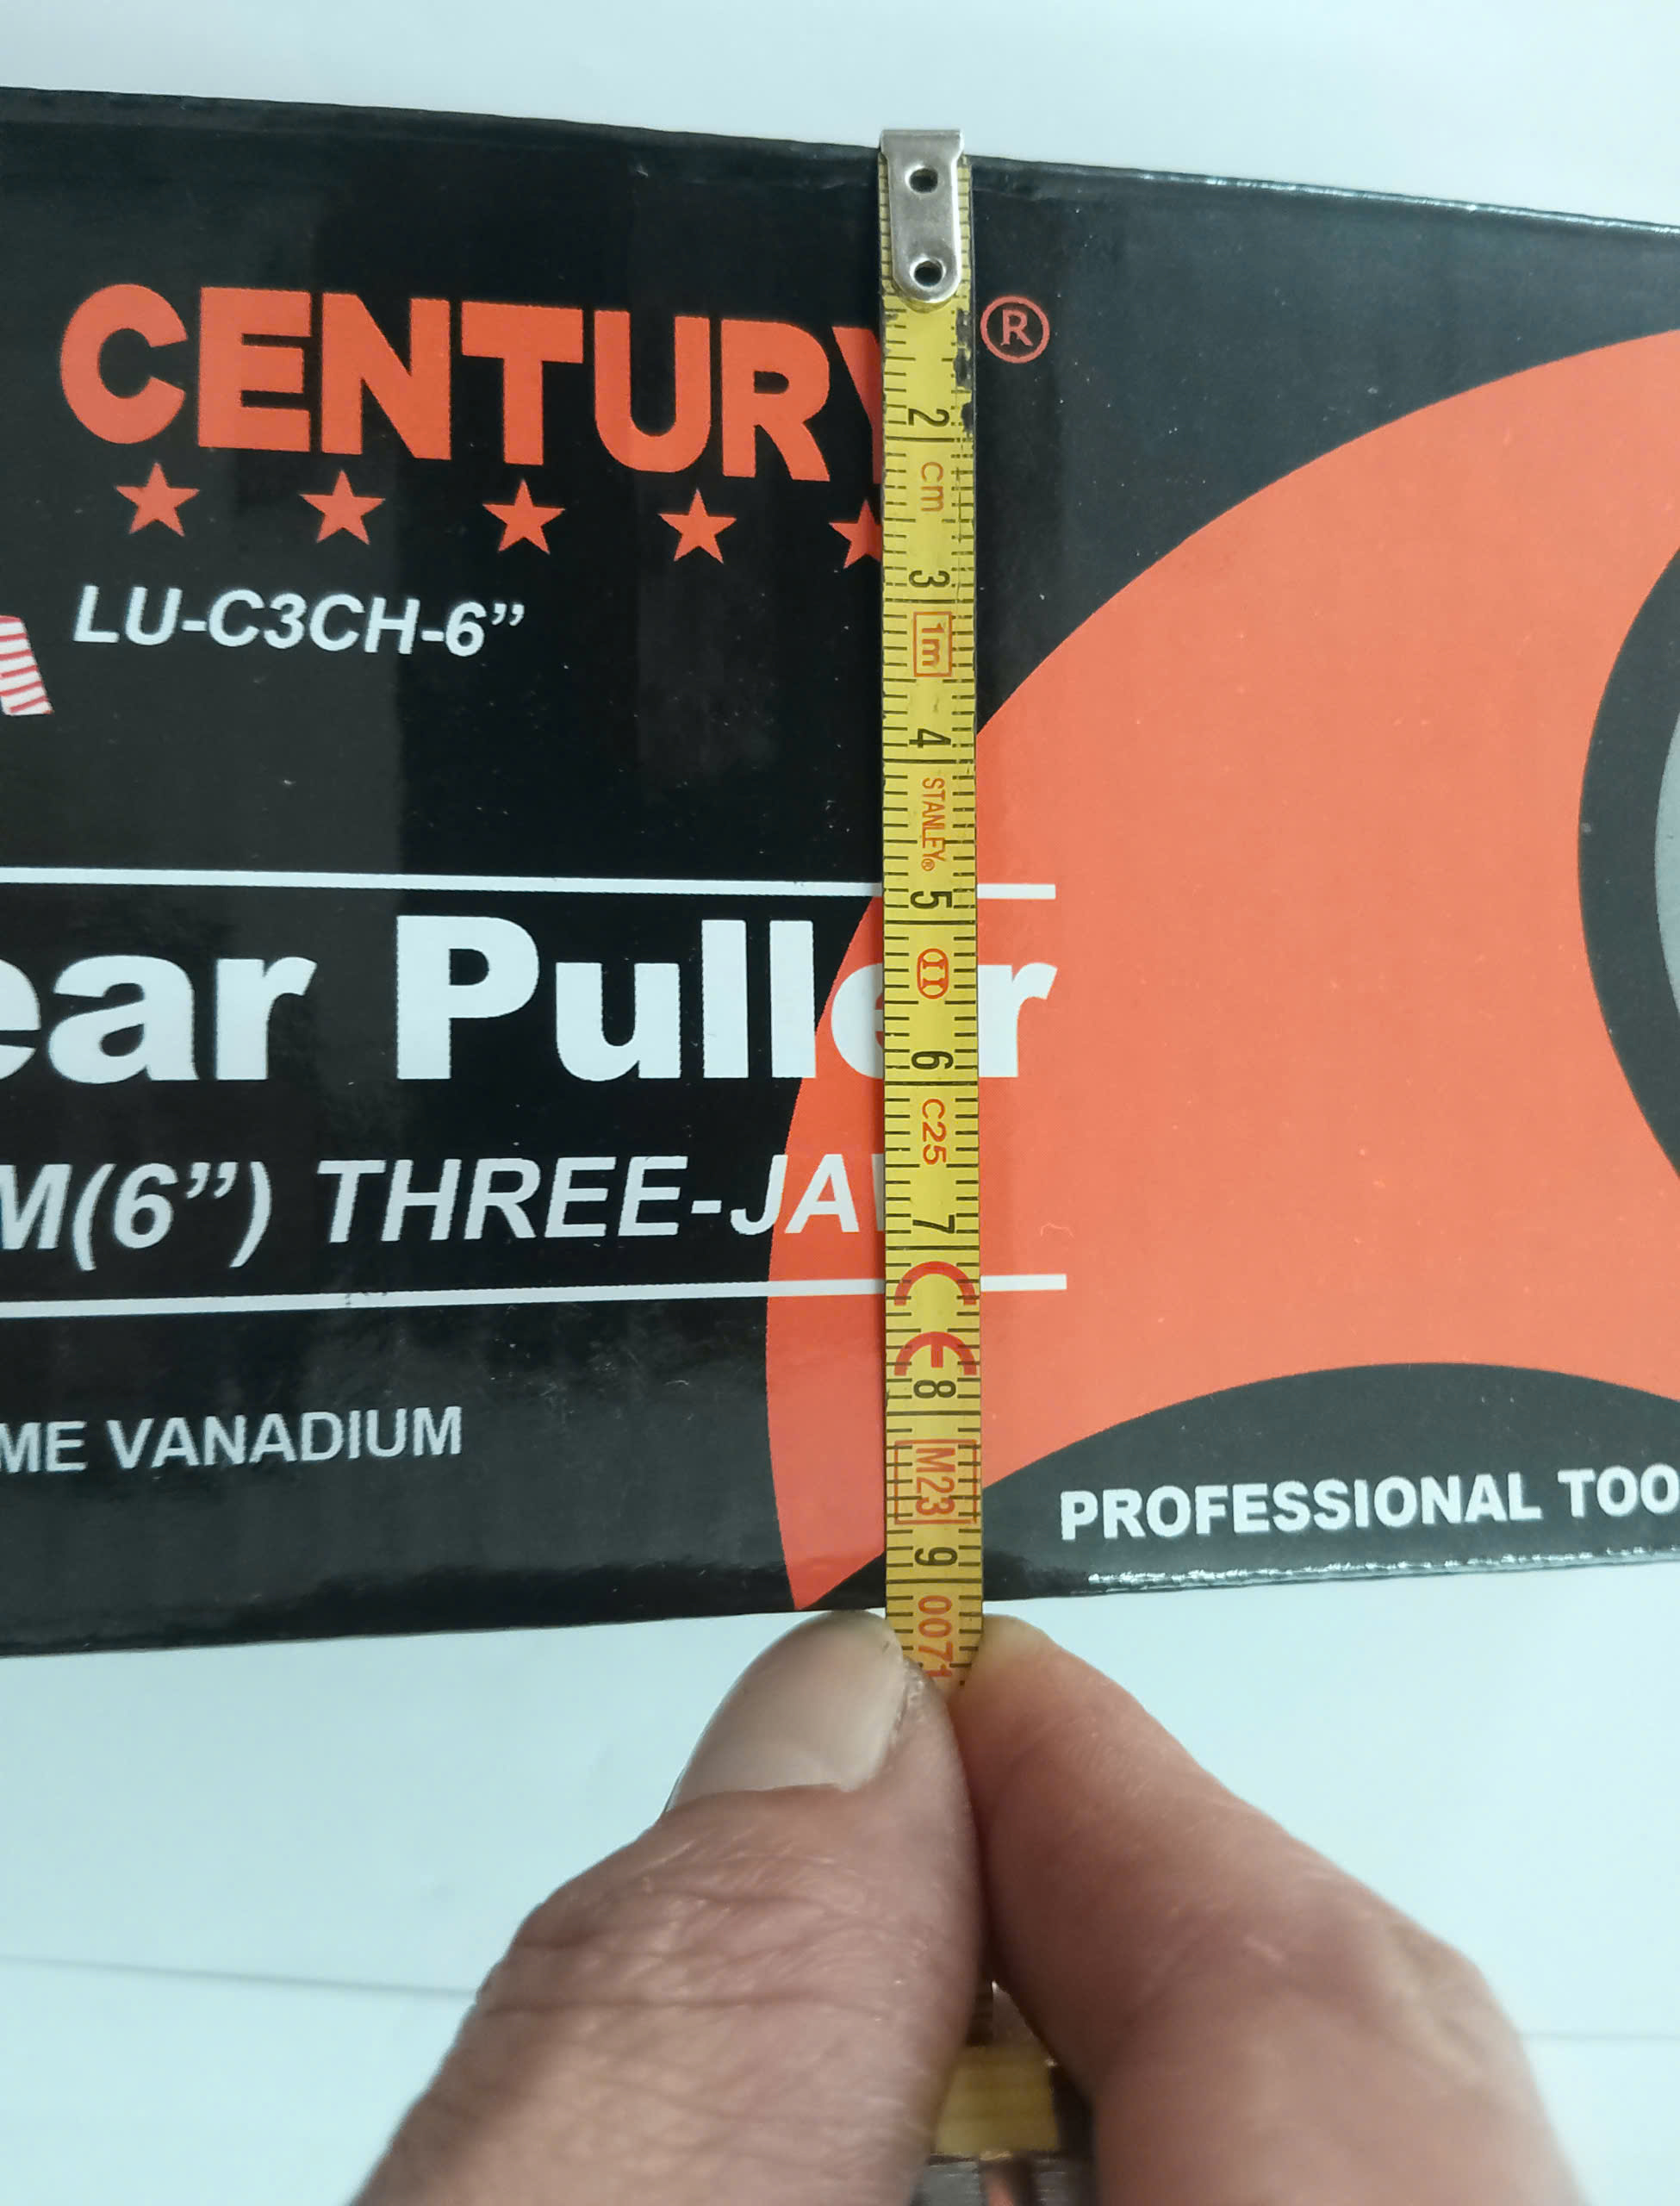 CENTURY ®
LU-C3CH-6”
ear Puller
M(6”) THREE-JA
ME VANADIUM
PROFESSIONAL TOO
2
cm
3
1m
4
STANLEY®
5
II
6
C25
7
CE
8
M23
9
0071